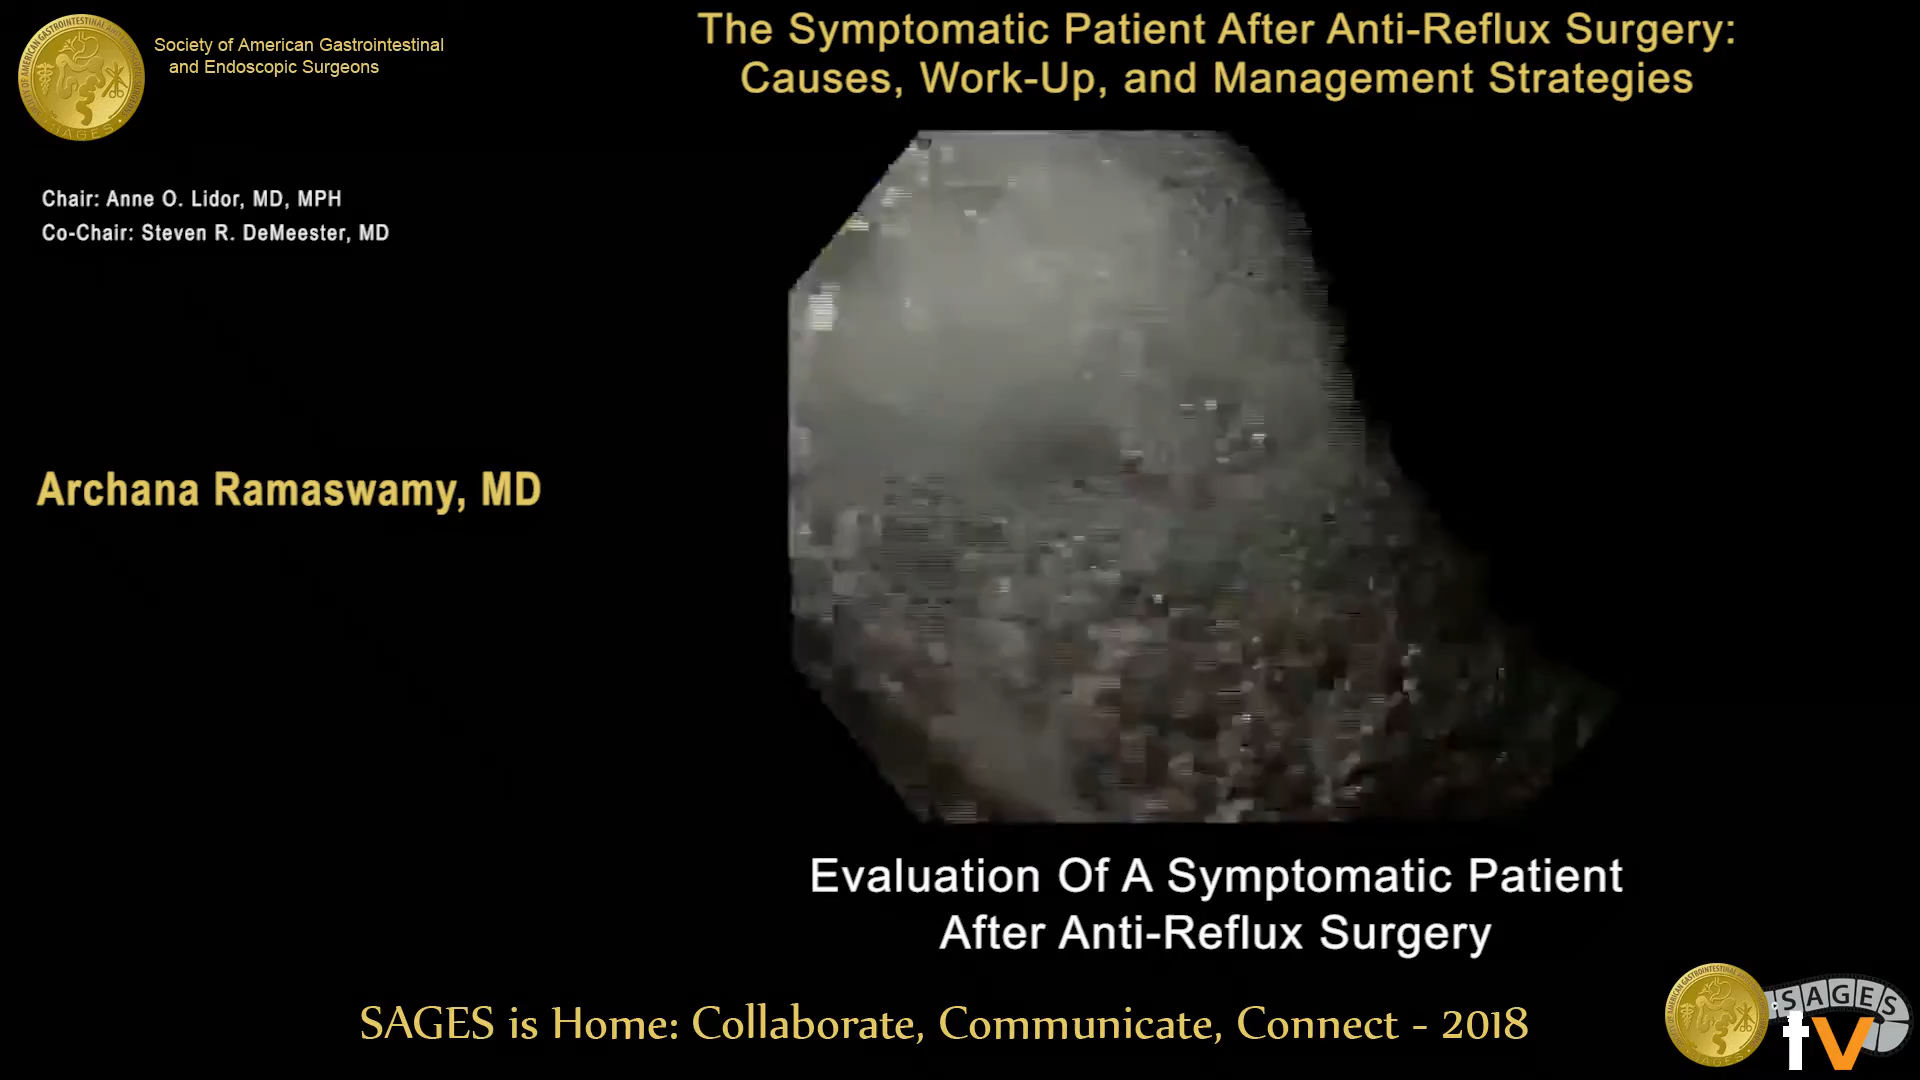 Society of American Gastrointestinal
and Endoscopic Surgeons
The Symptomatic Patient After Anti-Reflux Surgery:
Causes, Work-Up, and Management Strategies
Chair: Anne O. Lidor, MD, MPH
Co-Chair: Steven R. DeMeester, MD
Archana Ramaswamy, MD
Evaluation Of A Symptomatic Patient
After Anti-Reflux Surgery
SAGES is Home: Collaborate, Communicate, Connect - 2018
SAGES
tv
SAGES